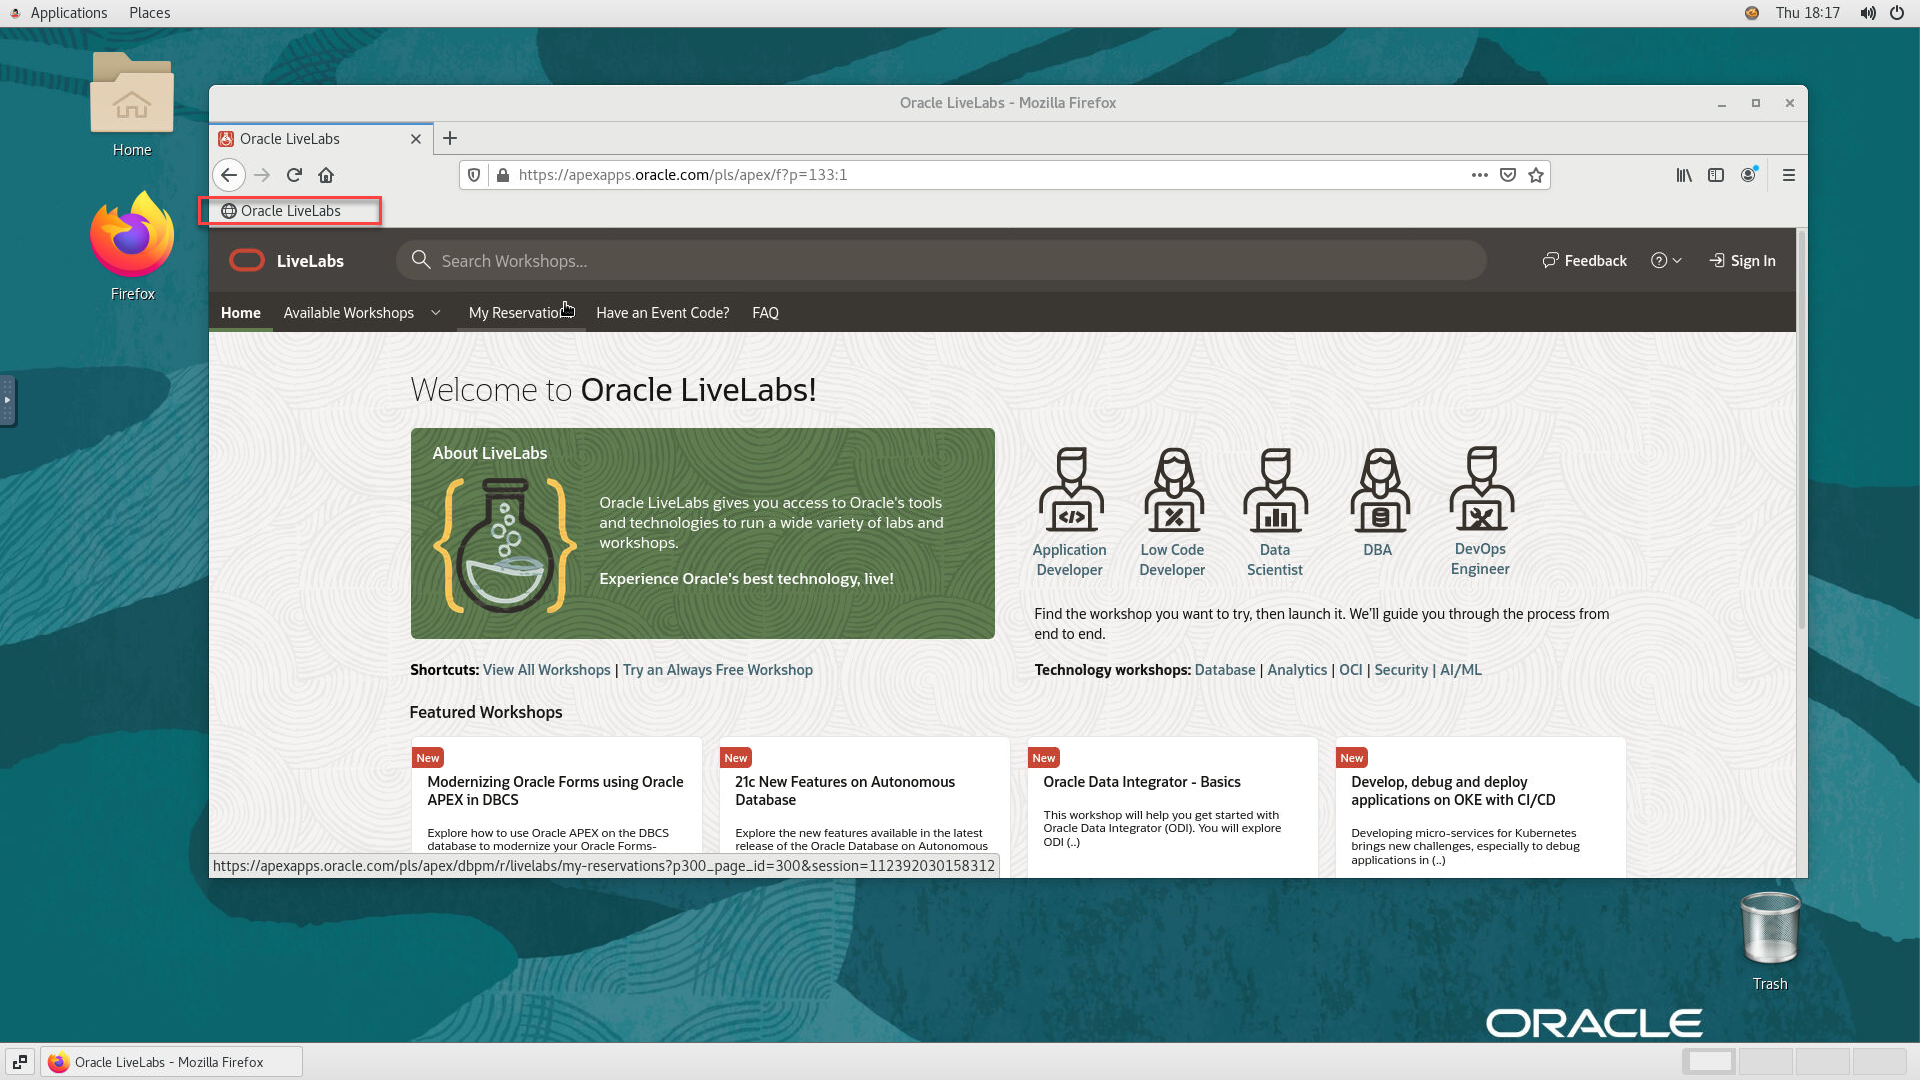 Applications Places Thu 18:17
Home
Firefox
Oracle LiveLabs - Mozilla Firefox
Oracle LiveLabs
https://apexapps.oracle.com/pls/apex/f?p=133:1
Oracle LiveLabs
LiveLabs Search Workshops... Feedback Sign In
Home Available Workshops My Reservation Have an Event Code? FAQ
Welcome to Oracle LiveLabs!
About LiveLabs
Oracle LiveLabs gives you access to Oracle's tools
and technologies to run a wide variety of labs and
workshops.
Experience Oracle's best technology, live!
Application
Developer
Low Code
Developer
Data
Scientist
DBA
DevOps
Engineer
Find the workshop you want to try, then launch it. We'll guide you through the process from
end to end.
Shortcuts: View All Workshops | Try an Always Free Workshop
Technology workshops: Database | Analytics | OCI | Security | AI/ML
Featured Workshops
New
Modernizing Oracle Forms using Oracle
APEX in DBCS
Explore how to use Oracle APEX on the DBCS
database to modernize your Oracle Forms-
New
21c New Features on Autonomous
Database
Explore the new features available in the latest
release of the Oracle Database on Autonomous
New
Oracle Data Integrator - Basics
This workshop will help you get started with
Oracle Data Integrator (ODI). You will explore
ODI (..)
New
Develop, debug and deploy
applications on OKE with CI/CD
Developing micro-services for Kubernetes
brings new challenges, especially to debug
applications in (..)
https://apexapps.oracle.com/pls/apex/dbpm/r/livelabs/my-reservations?p300_page_id=300&session=112392030158312
Trash
ORACLE
Oracle LiveLabs - Mozilla Firefox